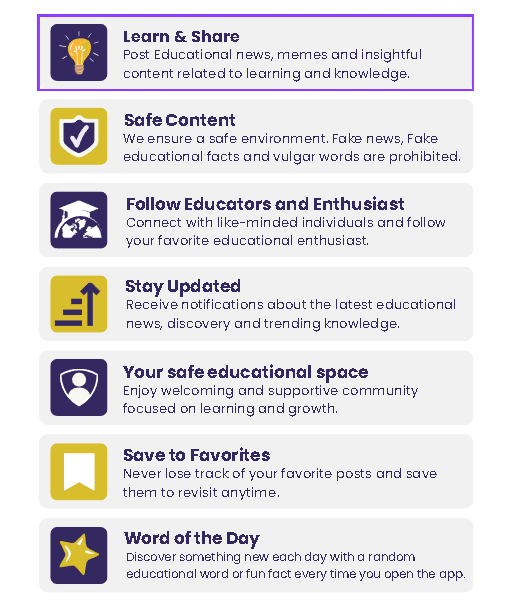 Learn & Share
Post Educational news, memes and insightful
content related to learning and knowledge.
Safe Content
We ensure a safe environment. Fake news, Fake
educational facts and vulgar words are prohibited.
Follow Educators and Enthusiast
Connect with like-minded individuals and follow
your favorite educational enthusiast.
Stay Updated
Receive notifications about the latest educational
news, discovery and trending knowledge.
Your safe educational space
Enjoy welcoming and supportive community
focused on learning and growth.
Save to Favorites
Never lose track of your favorite posts and save
them to revisit anytime.
Word of the Day
Discover something new each day with a random
educational word or fun fact every time you open the app.